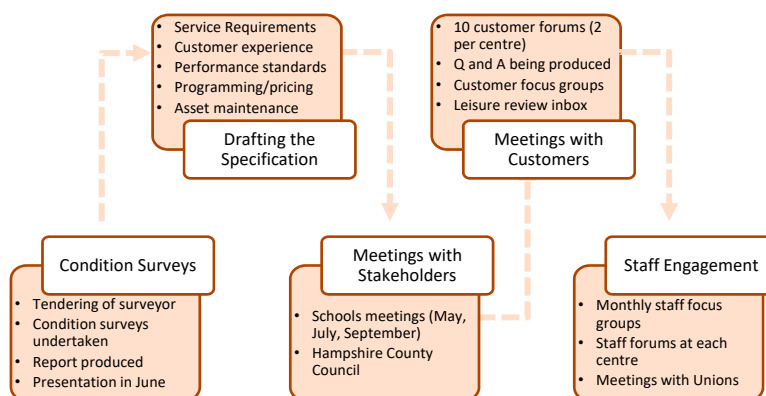 • Service Requirements
• Customer experience
• Performance standards
• Programming/pricing
• Asset maintenance
Drafting the
Specification
• 10 customer forums (2
per centre)
• Q and A being produced
• Customer focus groups
• Leisure review inbox
Meetings with
Customers
Condition Surveys
• Tendering of surveyor
• Condition surveys
undertaken
• Report produced
• Presentation in June
Meetings with
Stakeholders
• Schools meetings (May,
July, September)
• Hampshire County
Council
Staff Engagement
• Monthly staff focus
groups
• Staff forums at each
centre
• Meetings with Unions